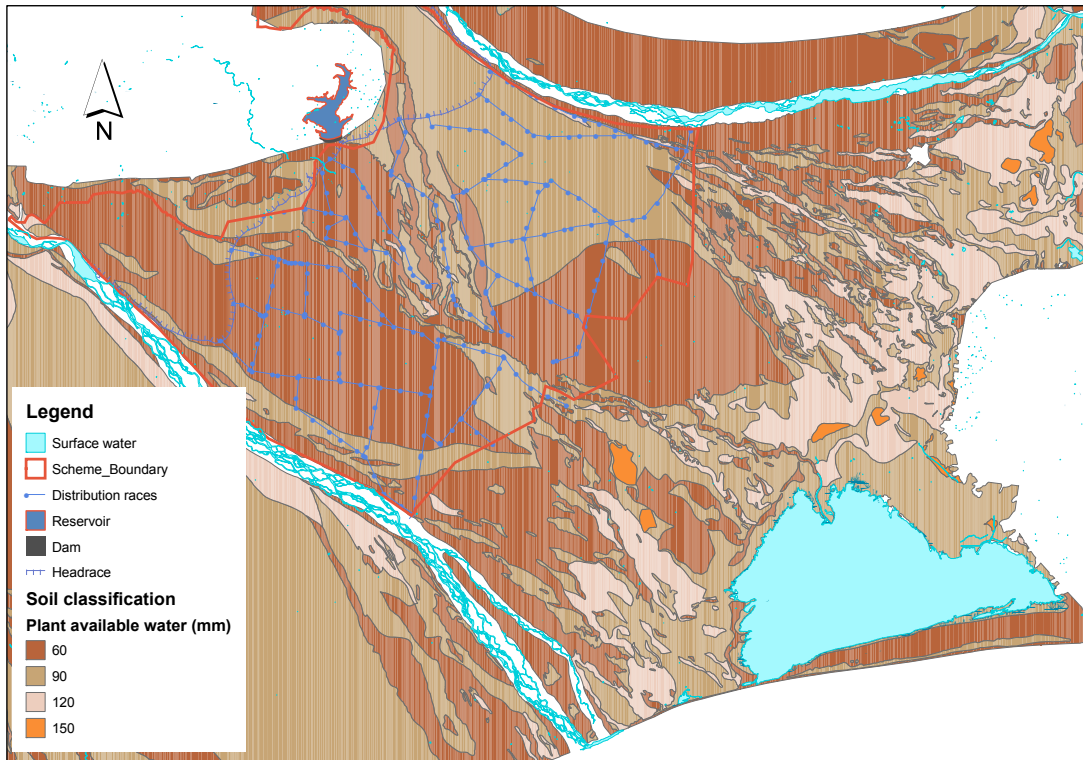 N
Legend
Surface water
Scheme_Boundary
Distribution races
Reservoir
Dam
Headrace
Soil classification
Plant available water (mm)
60
90
120
150